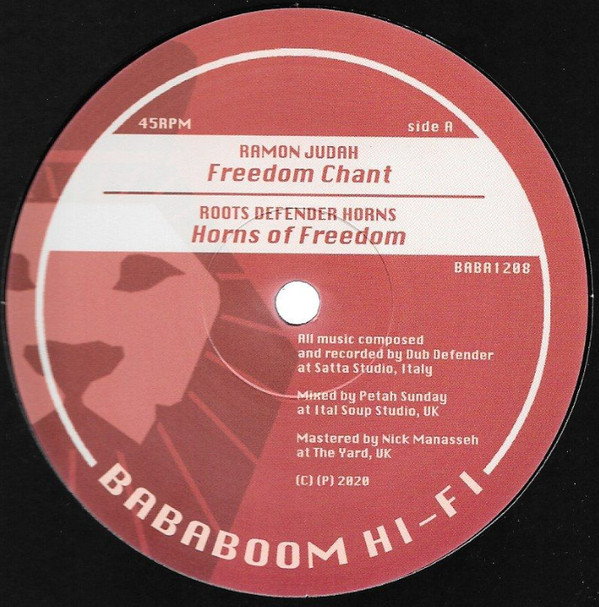 45RPM
side A
RAMON JUDAH
Freedom Chant
ROOTS DEFENDER HORNS
Horns of Freedom
BABA1208
All music composed
and recorded by Dub Defender
at Satta Studio, Italy
Mixed by Petah Sunday
at Ital Soup Studio, UK
Mastered by Nick Manasseh
at The Yard, UK
(C) (P) 2020
BABABOOM HI-FI